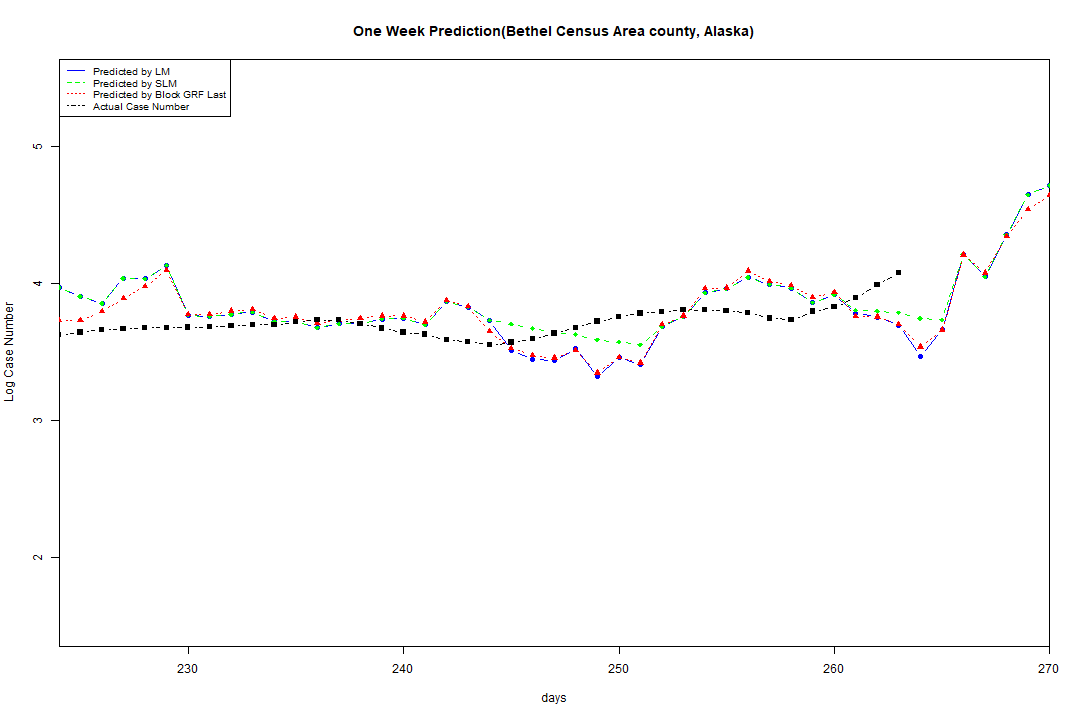 One Week Prediction(Bethel Census Area county, Alaska)
Predicted by LM
Predicted by SLM
Predicted by Block GRF Last
Actual Case Number
5
4
3
2
Log Case Number
230 240 250 260 270
days